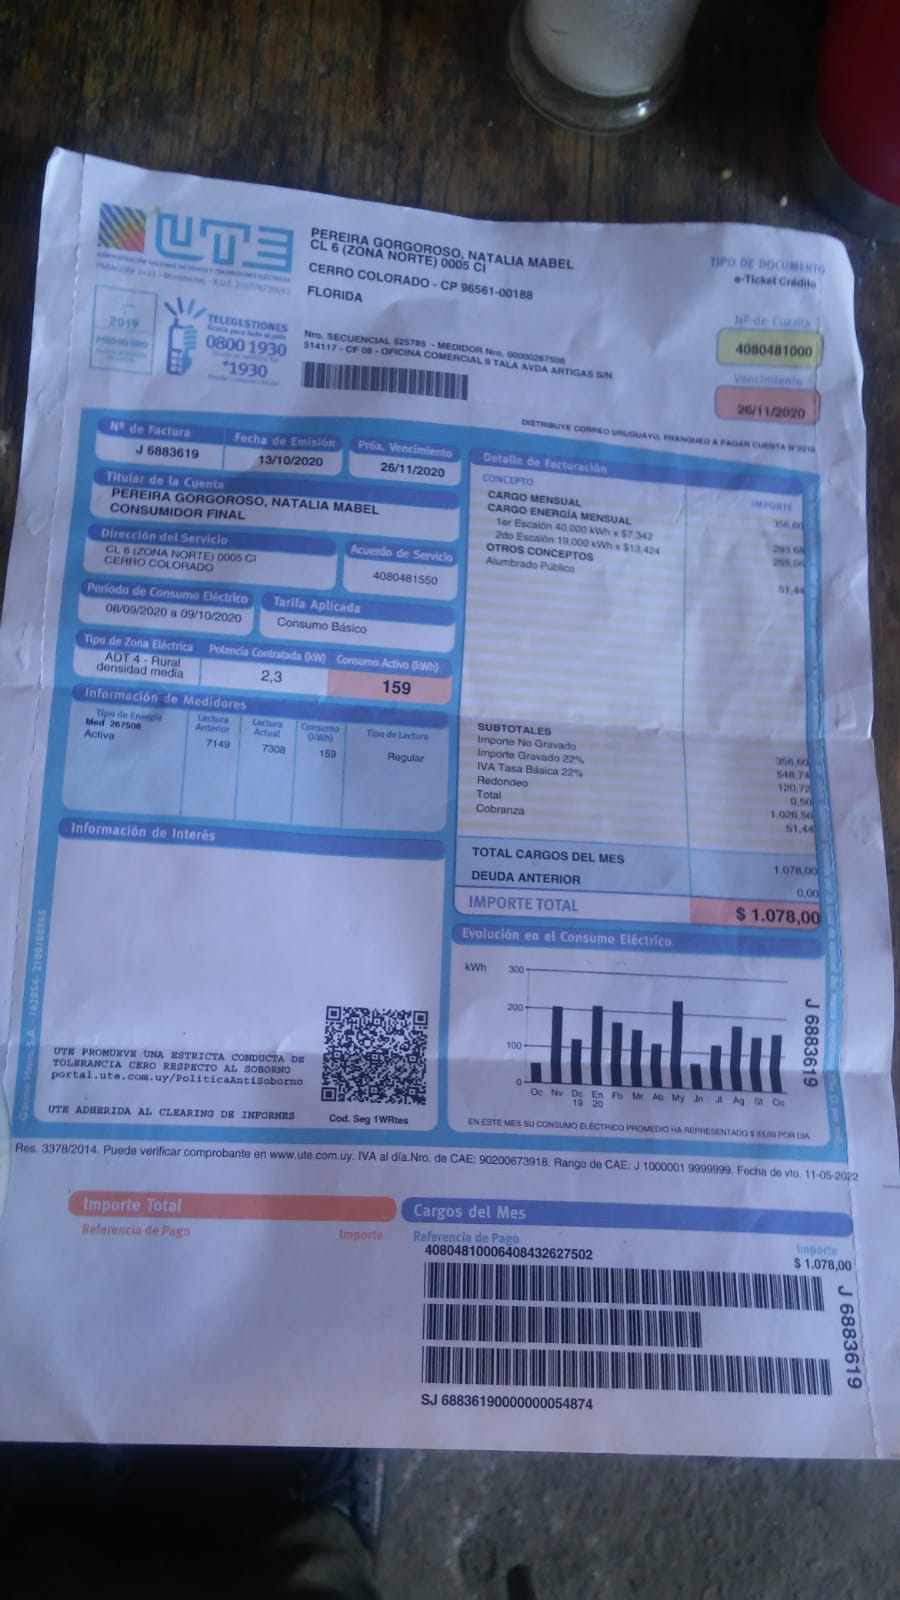 UTE
PEREIRA GORGOROSO, NATALIA MABEL
CL 6 (ZONA NORTE) 0005 CI
CERRO COLORADO - CP 96561-00188
FLORIDA
TIPO DE DOCUMENTO
e-Ticket Crédito
Nº de Cuenta
4080481000
Vencimiento
26/11/2020
2019
TELEGESTIONES
0800 1930
*1930
Nro. SECUENCIAL 525785 - MEDIDOR Nro. 00000267506
514117 - CF 08 - OFICINA COMERCIAL II TALA AVDA ARTIGAS S/N.
DISTRIBUYE CORREO URUGUAYO, FRANQUEO A PAGAR CUENTA Nº
Nº de Factura
J 6883619
Fecha de Emisión
13/10/2020
Próx. Vencimiento
26/11/2020
Titular de la Cuenta
PEREIRA GORGOROSO, NATALIA MABEL
CONSUMIDOR FINAL
Dirección del Servicio
CL 6 (ZONA NORTE) 0005 CI
CERRO COLORADO
Acuerdo de Servicio
4080481550
Período de Consumo Eléctrico
08/09/2020 a 09/10/2020
Tarifa Aplicada
Consumo Básico
Tipo de Zona Eléctrica
ADT 4 - Rural
densidad media
Potencia Contratada (kW)
2,3
Consumo Activo (kWh)
159
Información de Medidores
Tipo de Energía
Lectura Anterior
Lectura Actual
Consumo (kWh)
Tipo de Lectura
Med 267506
Activa 7149 7308 159 Regular
Información de Interés
UTE PROMUEVE UNA ESTRICTA CONDUCTA DE
TOLERANCIA CERO RESPECTO AL SOBORNO
portal.ute.com.uy/PoliticaAntiSoborno
UTE ADHERIDA AL CLEARING DE INFORMES
Cod. Seg 1WRtes
Detalle de Facturación
CONCEPTO IMPORTE
CARGO MENSUAL 356,60
CARGO ENERGÍA MENSUAL
1er Escalón 40,000 kWh x $7,342 293,68
2do Escalón 19,000 kWh x $13,424 255,06
OTROS CONCEPTOS
Alumbrado Público 51,44
SUBTOTALES
Importe No Gravado 356,60
Importe Gravado 22% 548,74
IVA Tasa Básica 22% 120,72
Redondeo 0,50
Total 1.026,56
Cobranza 51,44
TOTAL CARGOS DEL MES 1.078,00
DEUDA ANTERIOR 0,00
IMPORTE TOTAL $ 1.078,00
Evolución en el Consumo Eléctrico
kWh
300
200
100
0
Oc Nv Dc En Fb Mr Ab My Jn Jl Ag St Oc
19 20
EN ESTE MES SU CONSUMO ELÉCTRICO PROMEDIO HA REPRESENTADO $ 33,09 POR DIA
J 6883619
Res. 3378/2014. Puede verificar comprobante en www.ute.com.uy. IVA al día.Nro. de CAE: 90200673918. Rango de CAE: J 1000001 9999999. Fecha de vto. 11-05-2022
Importe Total
Referencia de Pago Importe
Cargos del Mes
Referencia de Pago Importe
40804810006408432627502
$ 1.078,00
J 6883619
SJ 68836190000000054874